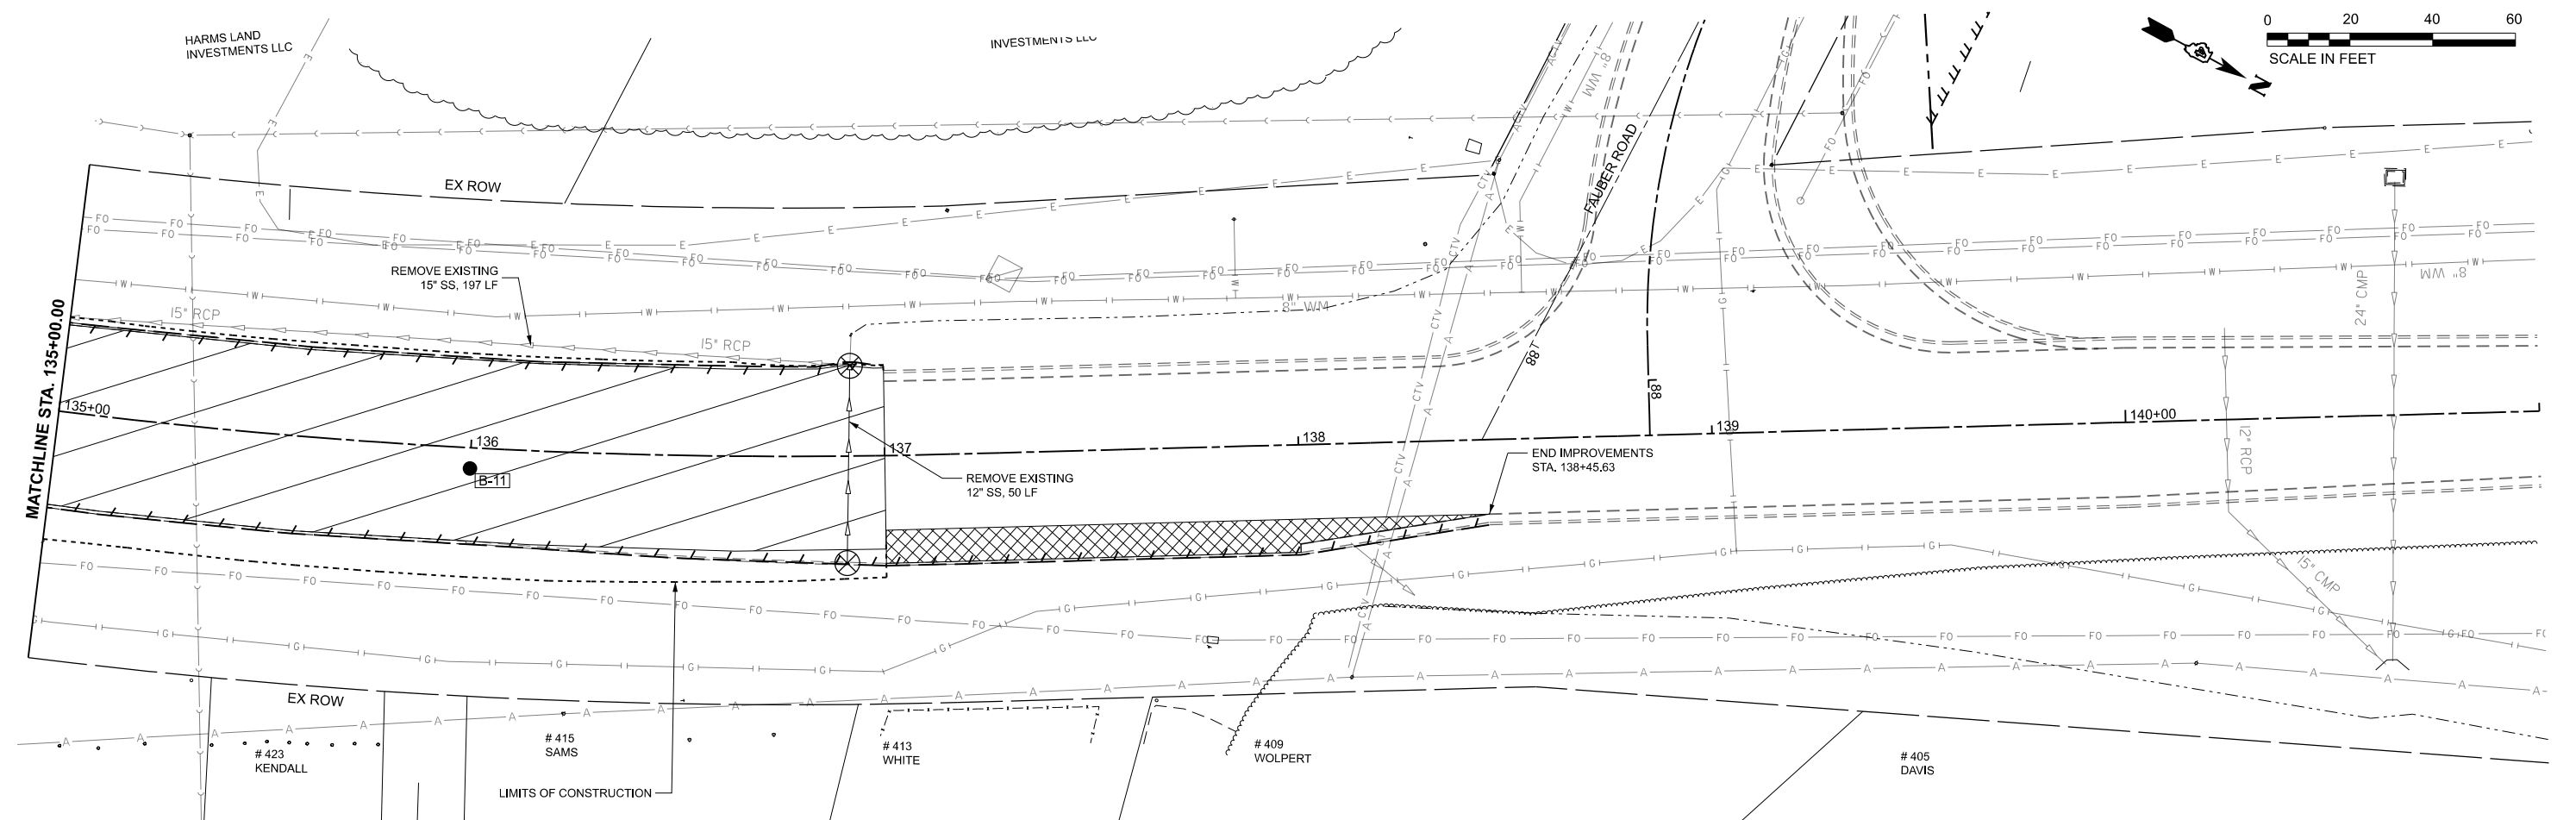 HARMS LAND
INVESTMENTS LLC
INVESTMENTS LLC
0 20 40 60
SCALE IN FEET
N
8" WM
FAUBER ROAD
EX ROW
REMOVE EXISTING
15" SS, 197 LF
15" RCP
15" RCP
8" WM
8" WM
24" CMP
MATCHLINE STA. 135+00.00
135+00
136
137
138
139
140+00
88
88
B-11
REMOVE EXISTING
12" SS, 50 LF
END IMPROVEMENTS
STA. 138+45.63
12" RCP
15" CMP
EX ROW
# 423
KENDALL
# 415
SAMS
# 413
WHITE
# 409
WOLPERT
# 405
DAVIS
LIMITS OF CONSTRUCTION